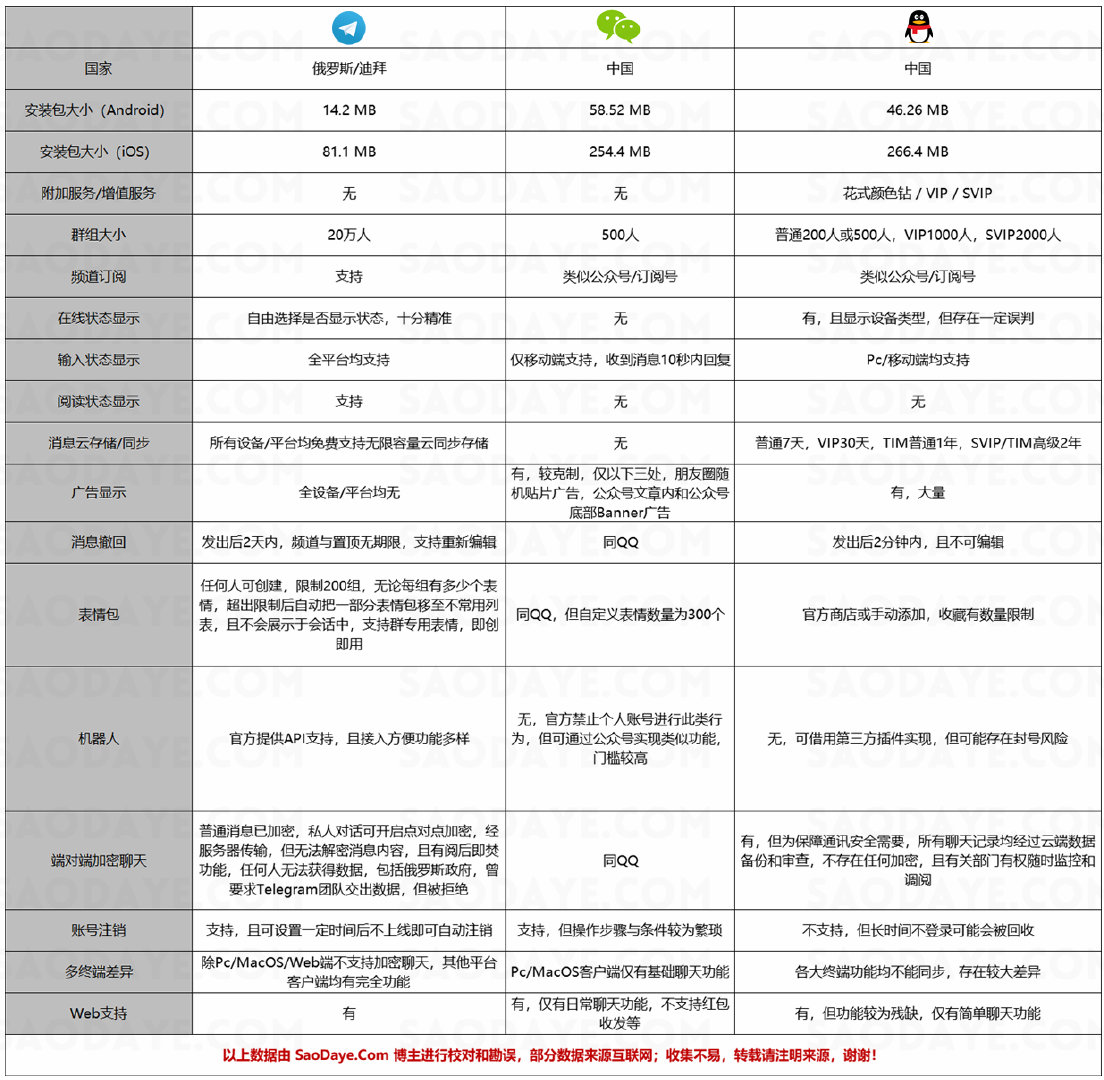 国家 俄罗斯/迪拜 中国 中国
安装包大小（Android） 14.2 MB 58.52 MB 46.26 MB
安装包大小（iOS） 81.1 MB 254.4 MB 266.4 MB
附加服务/增值服务 无 无 花式颜色钻 / VIP / SVIP
群组大小 20万人 500人 普通200人或500人，VIP1000人，SVIP2000人
频道订阅 支持 类似公众号/订阅号 类似公众号/订阅号
在线状态显示 自由选择是否显示状态，十分精准 无 有，且显示设备类型，但存在一定误判
输入状态显示 全平台均支持 仅移动端支持，收到消息10秒内回复 Pc/移动端均支持
阅读状态显示 支持 无 无
消息云存储/同步 所有设备/平台均免费支持无限容量云同步存储 无 普通7天，VIP30天，TIM普通1年，SVIP/TIM高级2年
广告显示 全设备/平台均无
有，较克制，仅以下三处，朋友圈随
机贴片广告，公众号文章内和公众号
底部Banner广告
有，大量
消息撤回 发出后2天内，频道与置顶无期限，支持重新编辑 同QQ 发出后2分钟内，且不可编辑
表情包
任何人可创建，限制200组，无论每组有多少个表
情，超出限制后自动把一部分表情包移至不常用列
表，且不会展示于会话中，支持群专用表情，即创
即用
同QQ，但自定义表情数量为300个
官方商店或手动添加，收藏有数量限制
机器人
官方提供API支持，且接入方便功能多样
无，官方禁止个人账号进行此类行
为，但可通过公众号实现类似功能，
门槛较高
无，可借用第三方插件实现，但可能存在封号风险
端对端加密聊天
普通消息已加密，私人对话可开启点对点加密，经
服务器传输，但无法解密消息内容，且有阅后即焚
功能，任何人无法获得数据，包括俄罗斯政府，曾
要求Telegram团队交出数据，但被拒绝
同QQ
有，但为保障通讯安全需要，所有聊天记录均经过云端数据
备份和审查，不存在任何加密，且有关部门有权随时监控和
调阅
账号注销 支持，且可设置一定时间后不上线即可自动注销 支持，但操作步骤与条件较为繁琐 不支持，但长时间不登录可能会被回收
多终端差异
除Pc/MacOS/Web端不支持加密聊天，其他平台
客户端均有完全功能
Pc/MacOS客户端仅有基础聊天功能
各大终端功能均不能同步，存在较大差异
Web支持 有
有，仅有日常聊天功能，不支持红包
收发等
有，但功能较为残缺，仅有简单聊天功能
以上数据由 SaoDaye.Com 博主进行校对和勘误，部分数据来源互联网；收集不易，转载请注明来源，谢谢！
SAODAYE.COM